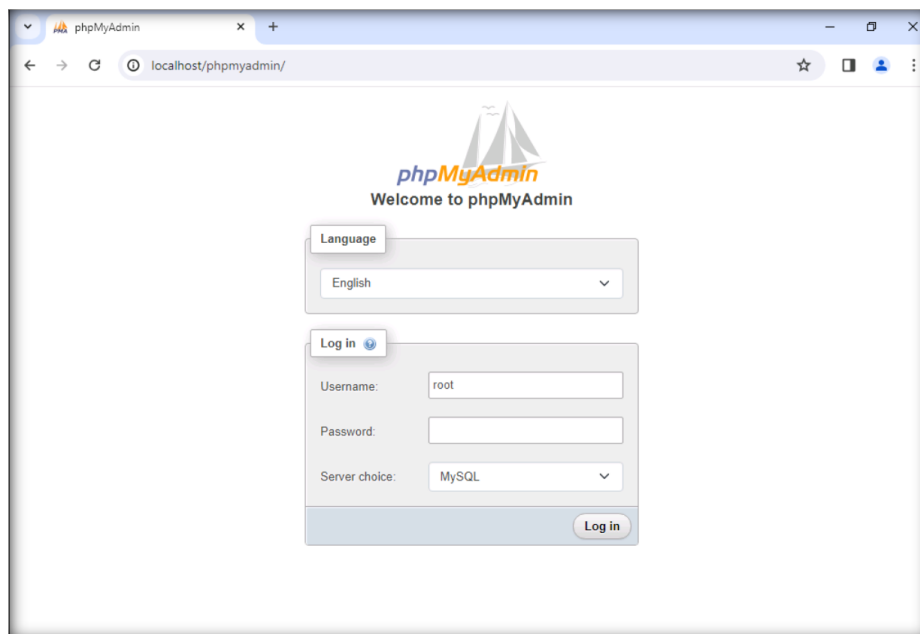 phpMyAdmin
localhost/phpmyadmin/
phpMyAdmin
Welcome to phpMyAdmin
Language
English
Log in
Username: root
Password:
Server choice: MySQL
Log in